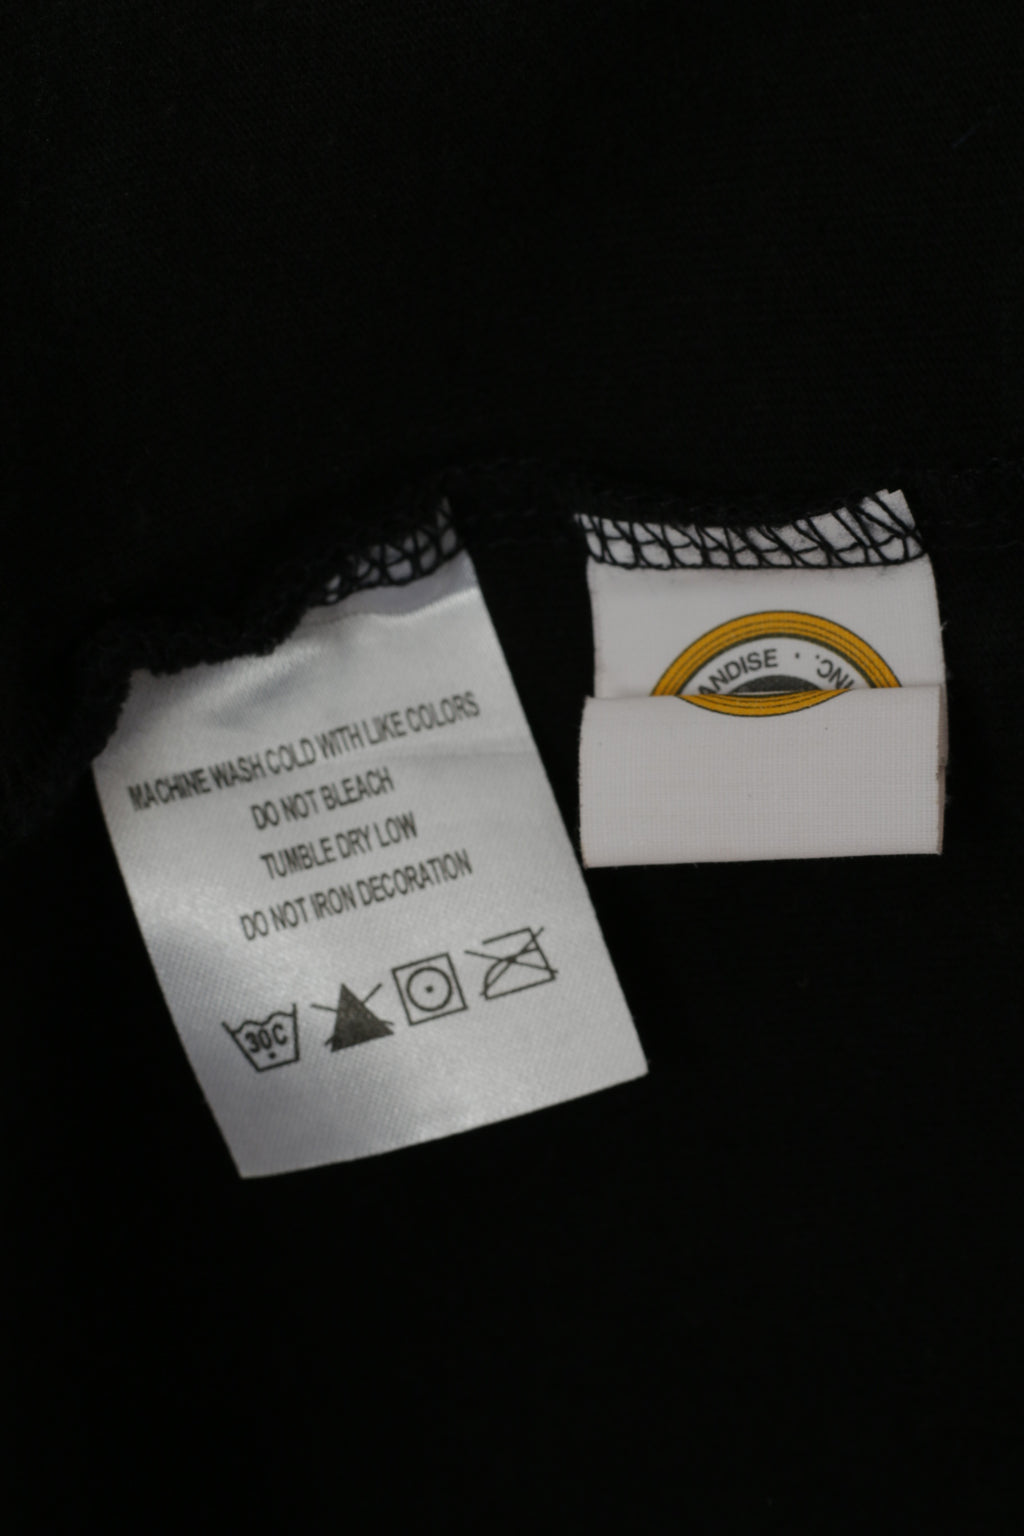 MACHINE WASH COLD WITH LIKE COLORS
DO NOT BLEACH
TUMBLE DRY LOW
DO NOT IRON DECORATION
30C
ANDISE · INC.